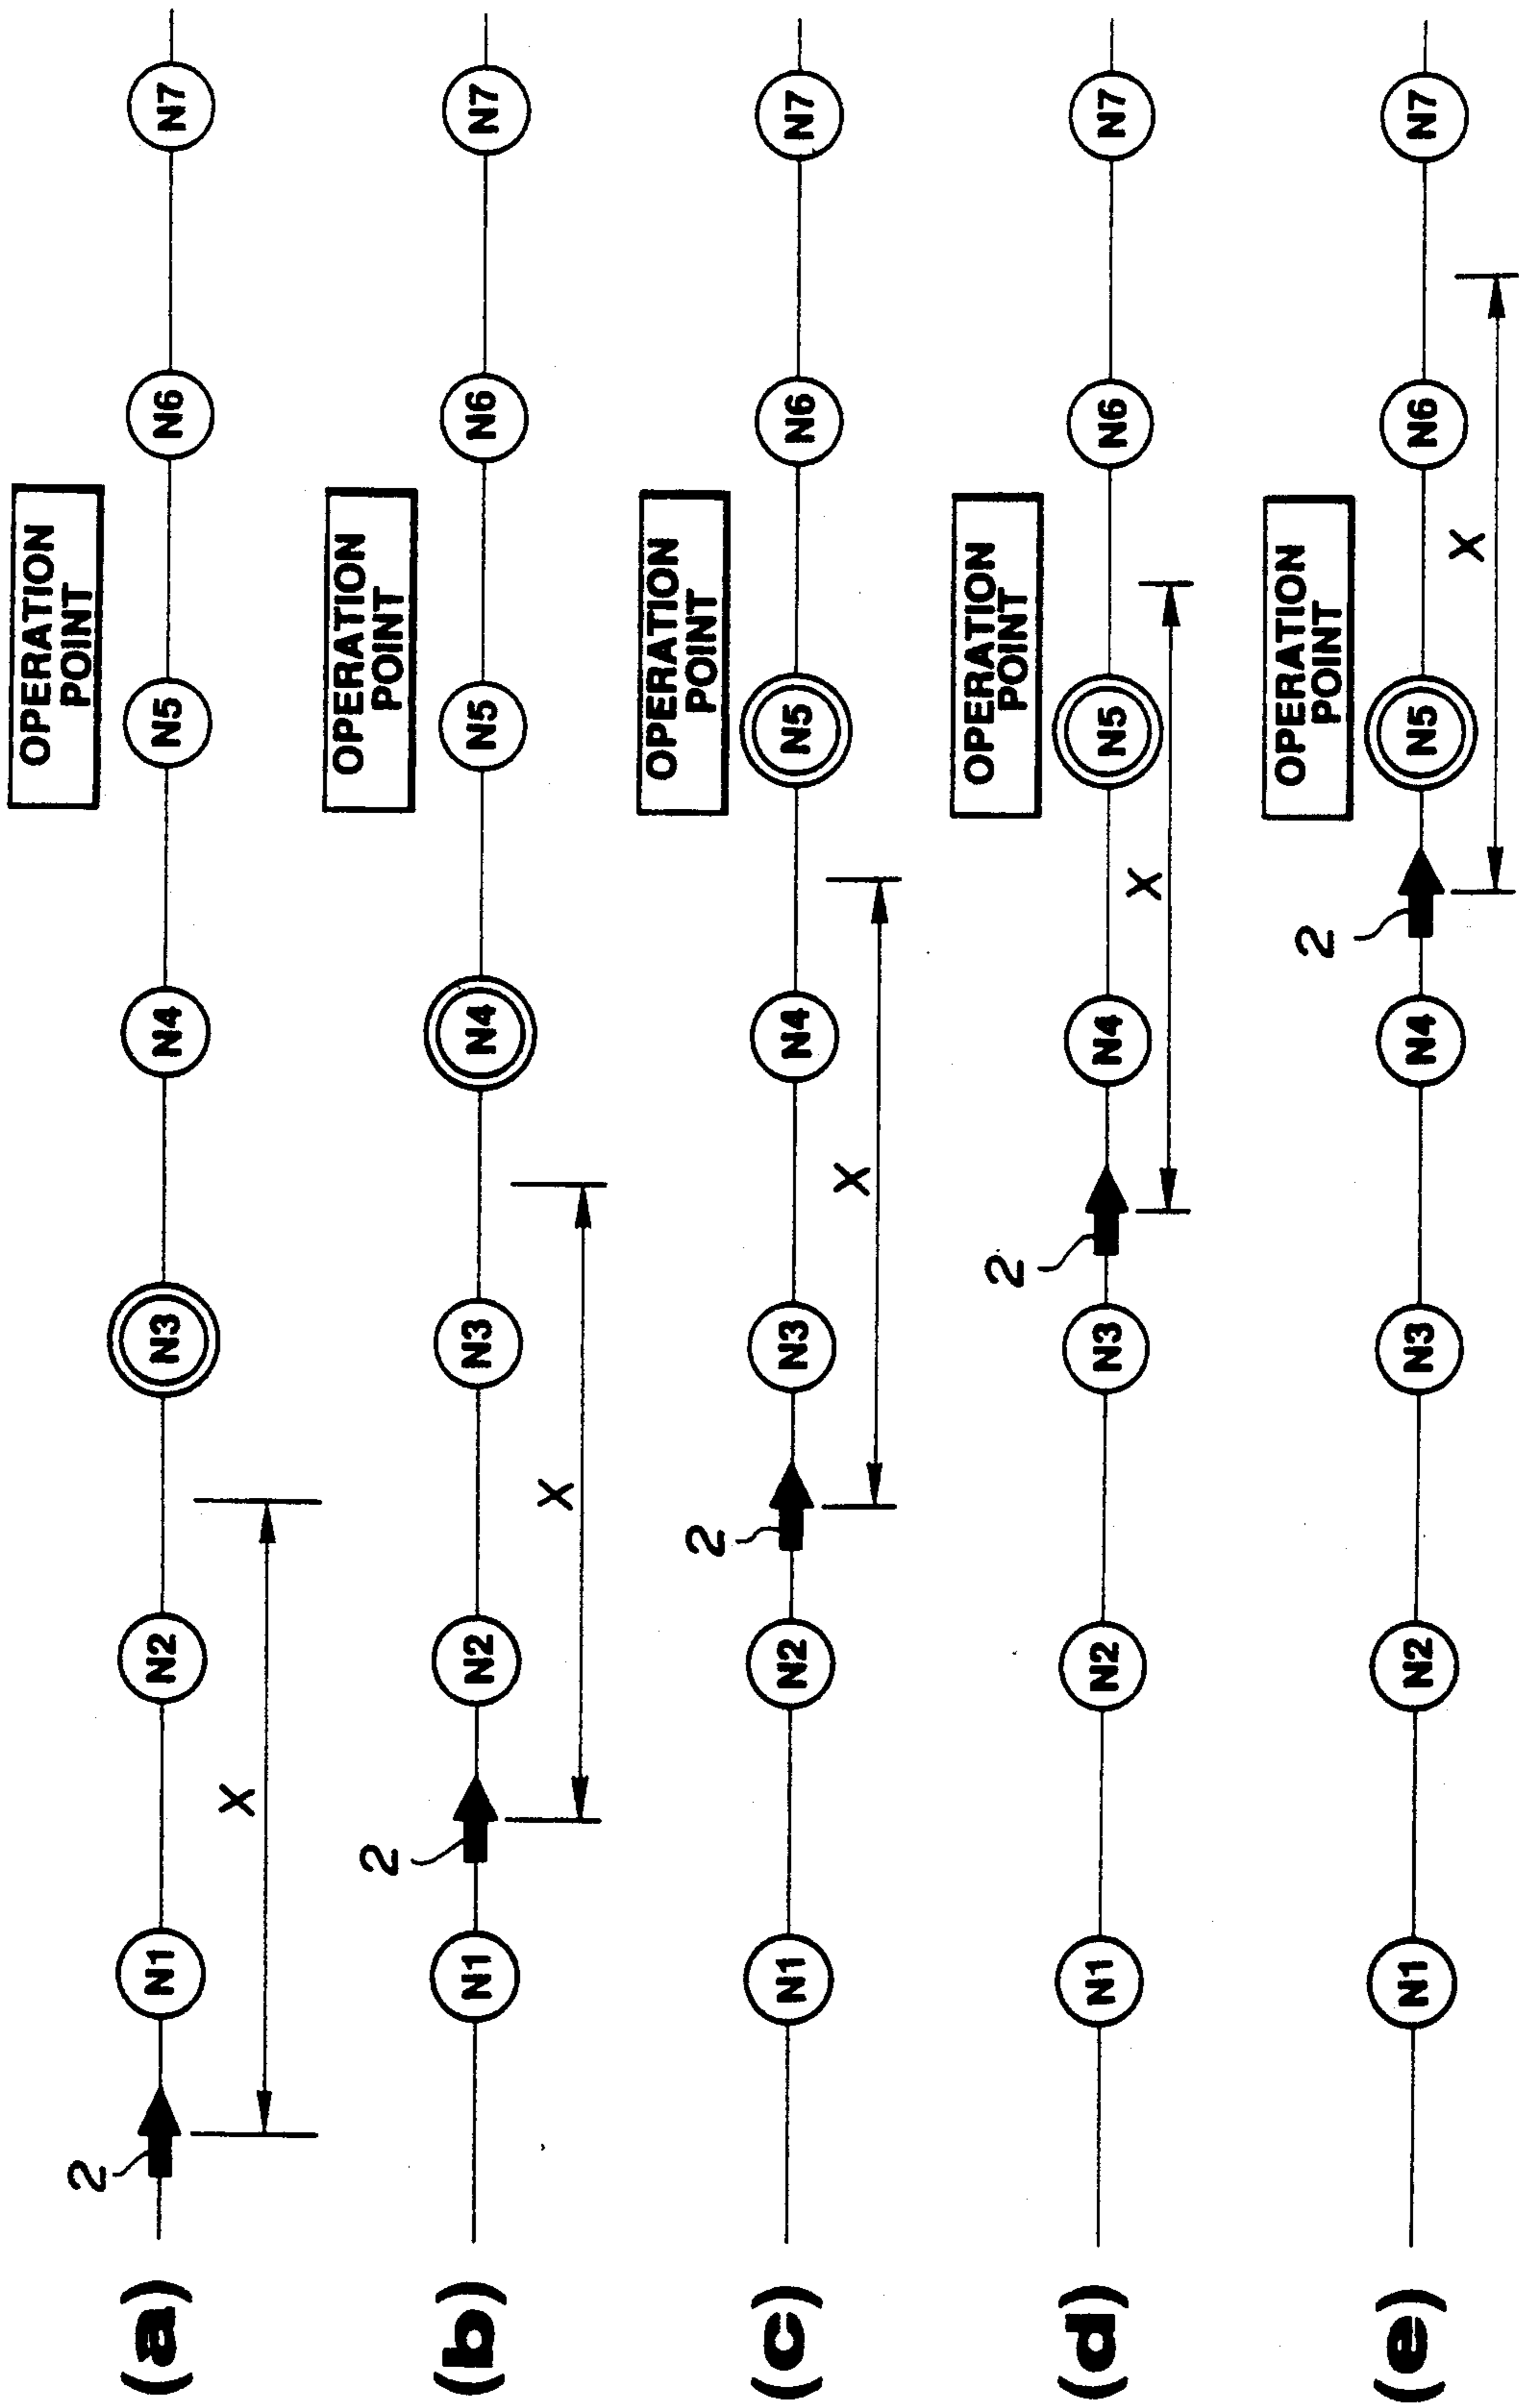 (a) 2 N1 N2 N3 N4 N5 N6 N7
OPERATION
POINT
X
(b) 2 N1 N2 N3 N4 N5 N6 N7
OPERATION
POINT
X
(c) 2 N1 N2 N3 N4 N5 N6 N7
OPERATION
POINT
X
(d) 2 N1 N2 N3 N4 N5 N6 N7
OPERATION
POINT
X
(e) 2 N1 N2 N3 N4 N5 N6 N7
OPERATION
POINT
X